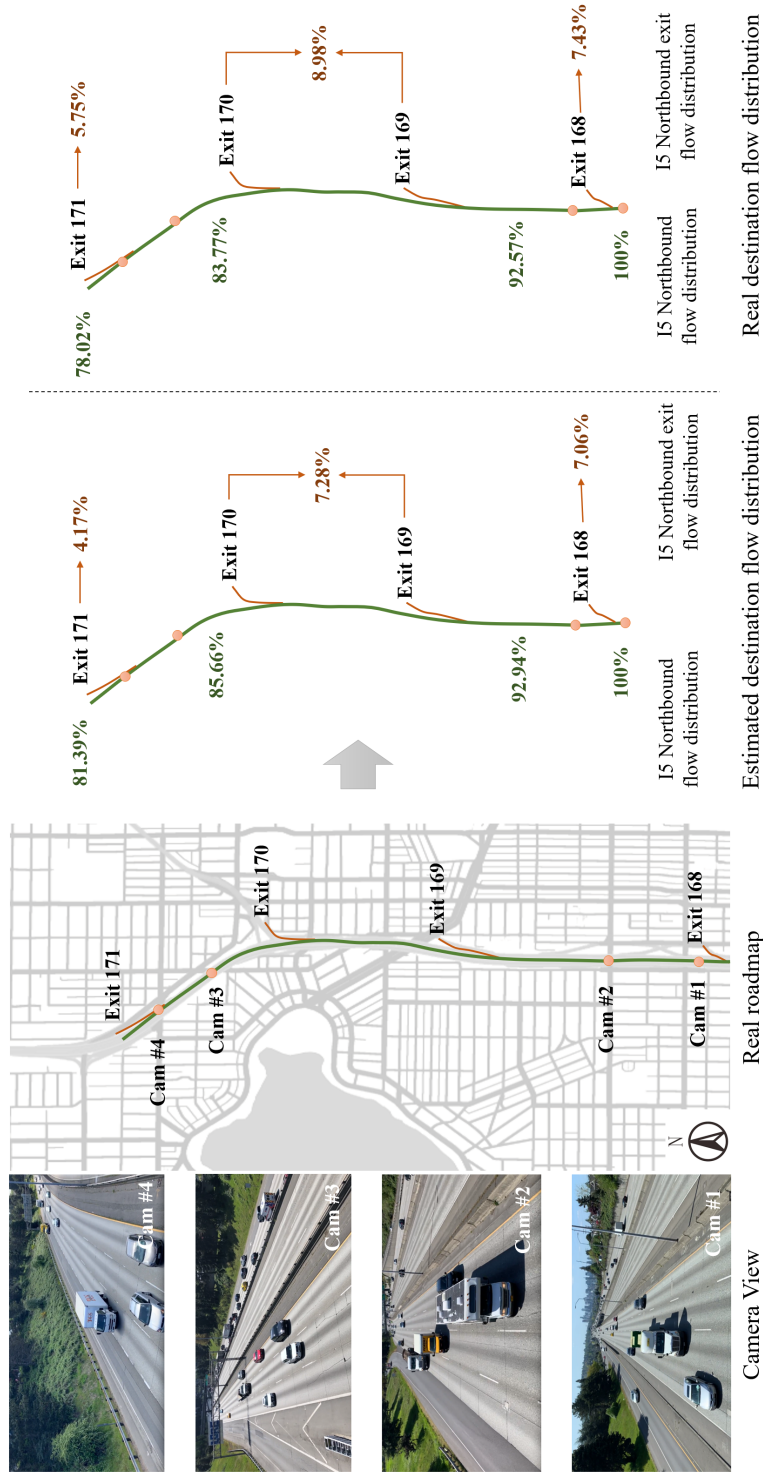 Cam #4
Cam #3
Cam #2
Cam #1
Camera View
Exit 171
Cam #4
Cam #3
Exit 170
Exit 169
Cam #2
Cam #1
Exit 168
N
Real roadmap
81.39%
Exit 171
4.17%
85.66%
Exit 170
7.28%
Exit 169
92.94%
Exit 168
7.06%
100%
I5 Northbound
flow distribution
I5 Northbound exit
flow distribution
Estimated destination flow distribution
78.02%
Exit 171
5.75%
83.77%
Exit 170
8.98%
Exit 169
92.57%
Exit 168
7.43%
100%
I5 Northbound
flow distribution
I5 Northbound exit
flow distribution
Real destination flow distribution